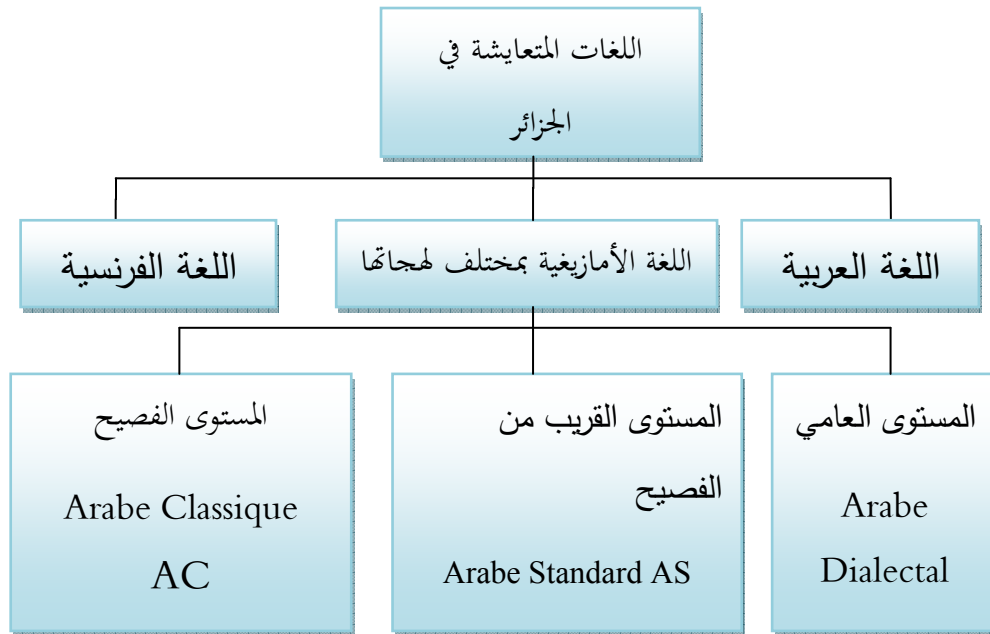 اللغات المتعايشة في
الجزائر
اللغة العربية
اللغة الأمازيغية بمختلف لهجاتها
اللغة الفرنسية
المستوى العامي
Arabe
Dialectal
المستوى القريب من
الفصيح
Arabe Standard AS
المستوى الفصيح
Arabe Classique
AC